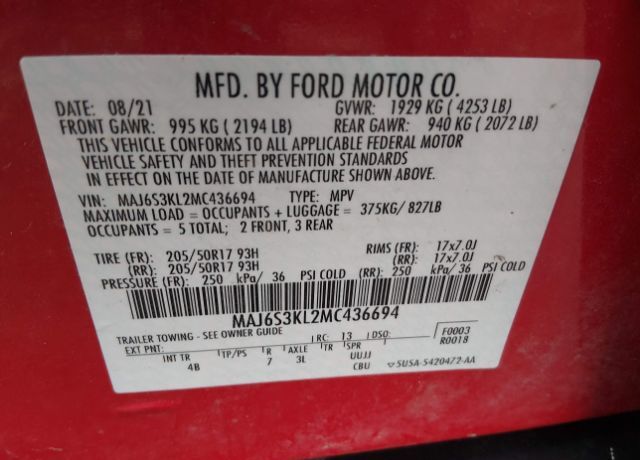 MFD. BY FORD MOTOR CO.
DATE: 08/21 GVWR: 1929 KG ( 4253 LB)
FRONT GAWR: 995 KG ( 2194 LB) REAR GAWR: 940 KG ( 2072 LB)
THIS VEHICLE CONFORMS TO ALL APPLICABLE FEDERAL MOTOR
VEHICLE SAFETY AND THEFT PREVENTION STANDARDS
IN EFFECT ON THE DATE OF MANUFACTURE SHOWN ABOVE.
VIN: MAJ6S3KL2MC436694 TYPE: MPV
MAXIMUM LOAD = OCCUPANTS + LUGGAGE = 375KG/ 827LB
OCCUPANTS = 5 TOTAL; 2 FRONT, 3 REAR
TIRE (FR): 205/50R17 93H RIMS (FR): 17x7.0J
(RR): 205/50R17 93H (RR): 17x7.0J
PRESSURE (FR): 250 kPa/ 36 PSI COLD (RR): 250 kPa/ 36 PSI COLD
MAJ6S3KL2MC436694
TRAILER TOWING - SEE OWNER GUIDE RC: 13 DSO: F0003
EXT PNT: R0018
INT TR TP/PS R AXLE TR SPR UUJJ
4B 7 3L CBU 5USA-5420472-AA